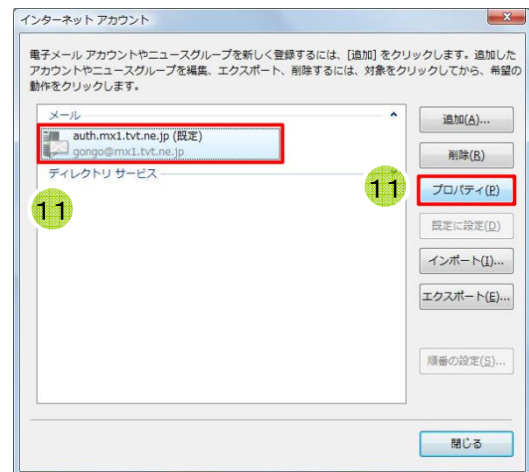 インターネット アカウント
電子メール アカウントやニュースグループを新しく登録するには、[追加] をクリックします。追加した
アカウントやニュースグループを編集、エクスポート、削除するには、対象をクリックしてから、希望の
動作をクリックします。
メール
追加(A)...
auth.mx1.tvt.ne.jp (既定)
gongo@mx1.tvt.ne.jp
削除(R)
ディレクトリ サービス
11
プロパティ(P)
11
既定に設定(D)
インポート(I)...
エクスポート(E)...
順番の設定(S)...
閉じる